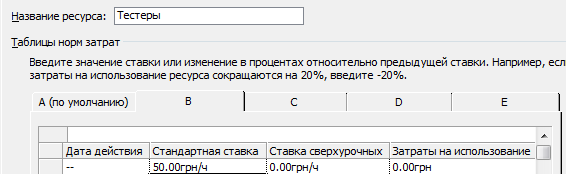 Название ресурса: Тестеры
Таблицы норм затрат
Введите значение ставки или изменение в процентах относительно предыдущей ставки. Например, есл
затраты на использование ресурса сокращаются на 20%, введите -20%.
A (по умолчанию) B C D E
Дата действия Стандартная ставка Ставка сверхурочных Затраты на использование
-- 50.00грн/ч 0.00грн/ч 0.00грн